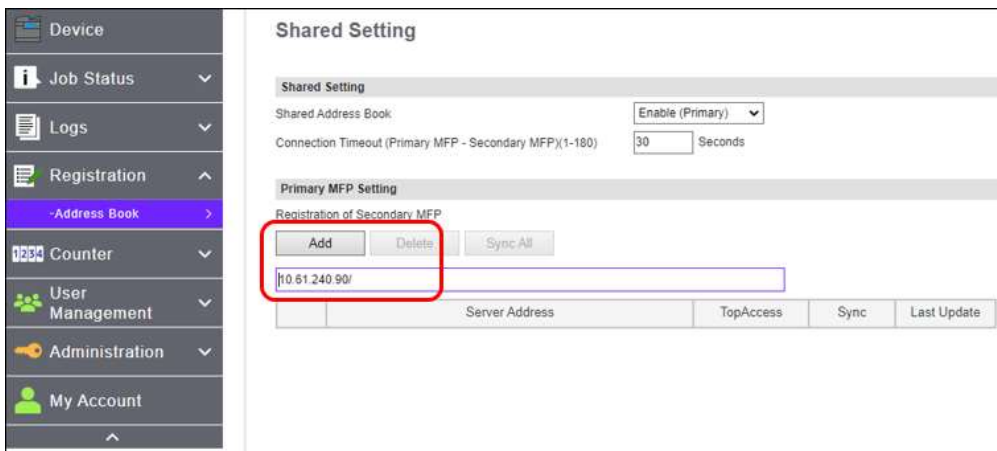 Device
Job Status
Logs
Registration
-Address Book
1234 Counter
User
Management
Administration
My Account
Shared Setting
Shared Setting
Shared Address Book Enable (Primary)
Connection Timeout (Primary MFP - Secondary MFP)(1-180) 30 Seconds
Primary MFP Setting
Registration of Secondary MFP
Add Delete Sync All
10.61.240.90/
Server Address TopAccess Sync Last Update